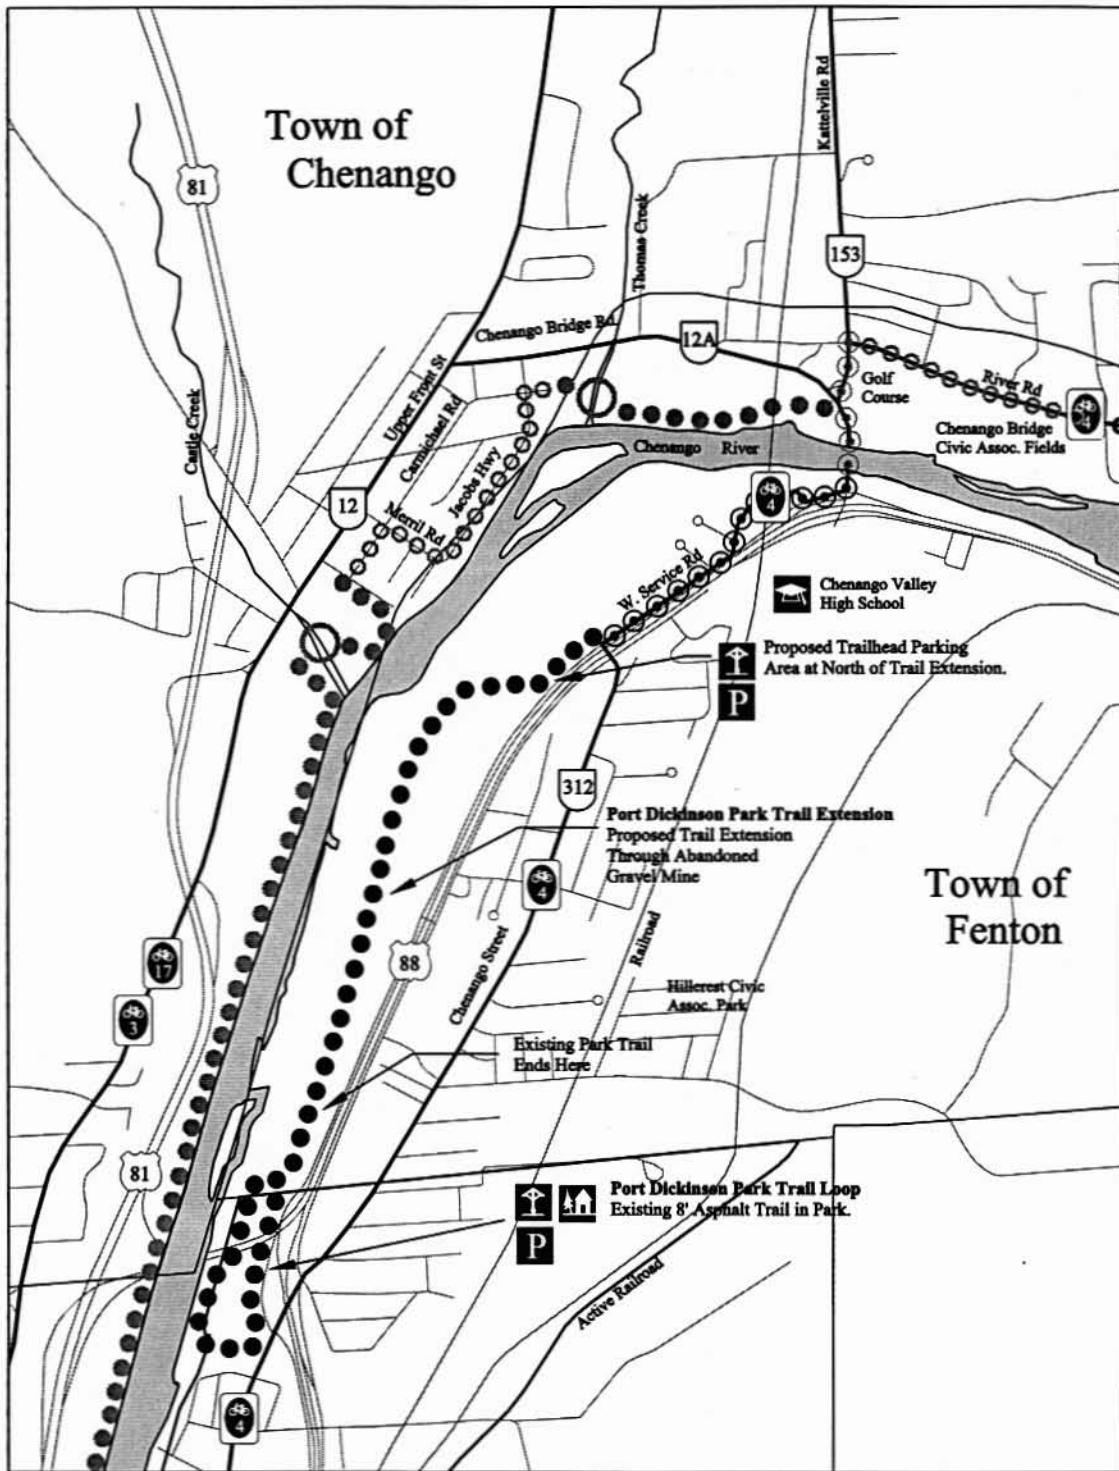 Town of
Chenango
81
Kattelville Rd
Thomas Creek
153
Chenango Bridge Rd.
12A
Upper Front St
Carmichael Rd
Castle Creek
Golf
Course
River Rd
4
Chenango Bridge
Civic Assoc. Fields
Chenango River
Jacobs Hwy
12
Merril Rd
4
W. Service Rd
Chenango Valley
High School
Proposed Trailhead Parking
Area at North of Trail Extension.
P
312
Port Dickinson Park Trail Extension
Proposed Trail Extension
Through Abandoned
Gravel Mine
4
Town of
Fenton
Railroad
88
Chenango Street
17
3
Hillcrest Civic
Assoc. Park
Existing Park Trail
Ends Here
81
Port Dickinson Park Trail Loop
Existing 8' Asphalt Trail in Park.
P
Active Railroad
4